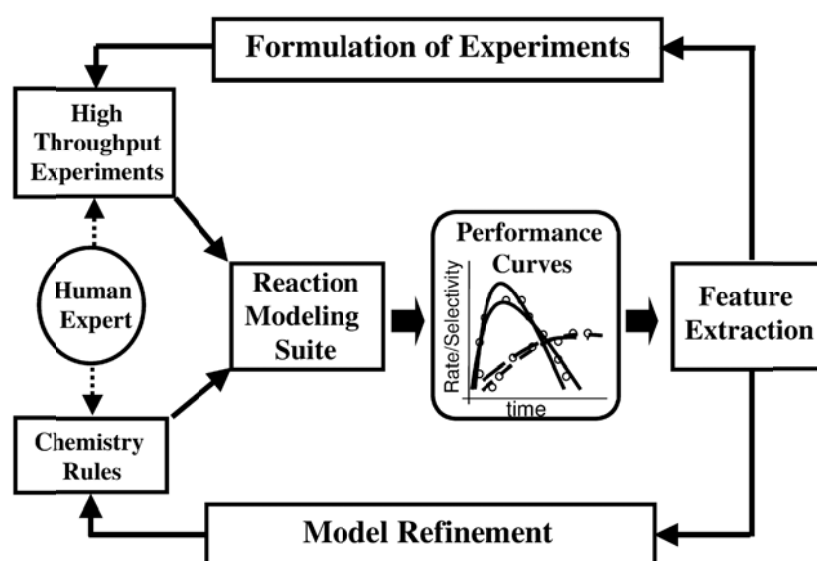 Formulation of Experiments
High
Throughput
Experiments
Human
Expert
Chemistry
Rules
Reaction
Modeling
Suite
Performance
Curves
Rate/Selectivity
time
Feature
Extraction
Model Refinement